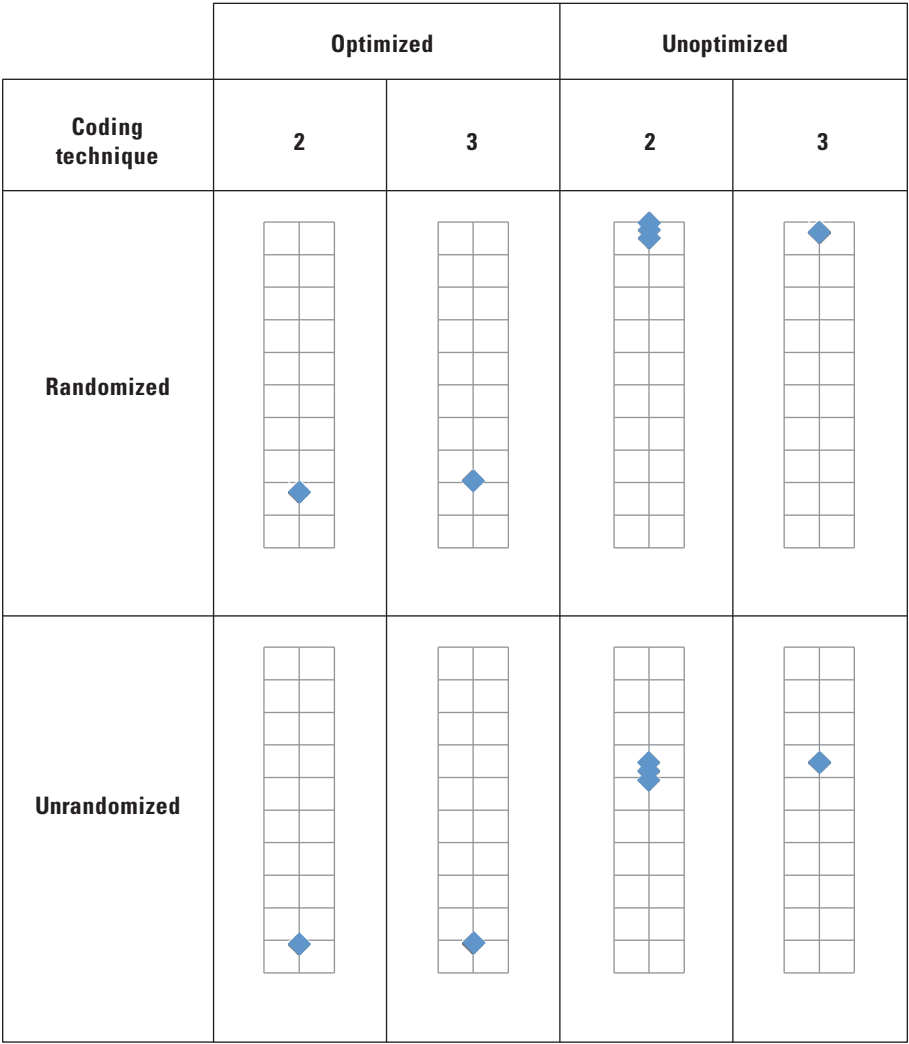 Optimized Unoptimized
Coding
technique
2 3 2 3
Randomized
Unrandomized